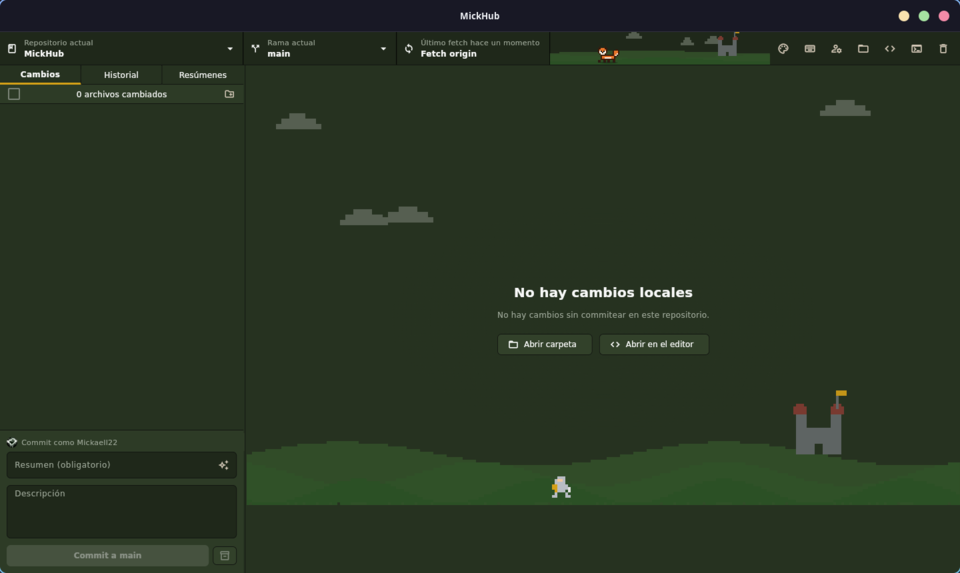 MickHub
Repositorio actual
MickHub
Rama actual
main
Último fetch hace un momento
Fetch origin
Cambios
Historial
Resúmenes
0 archivos cambiados
No hay cambios locales
No hay cambios sin commitear en este repositorio.
Abrir carpeta
Abrir en el editor
Commit como Mickaell22
Resumen (obligatorio)
Descripción
Commit a main